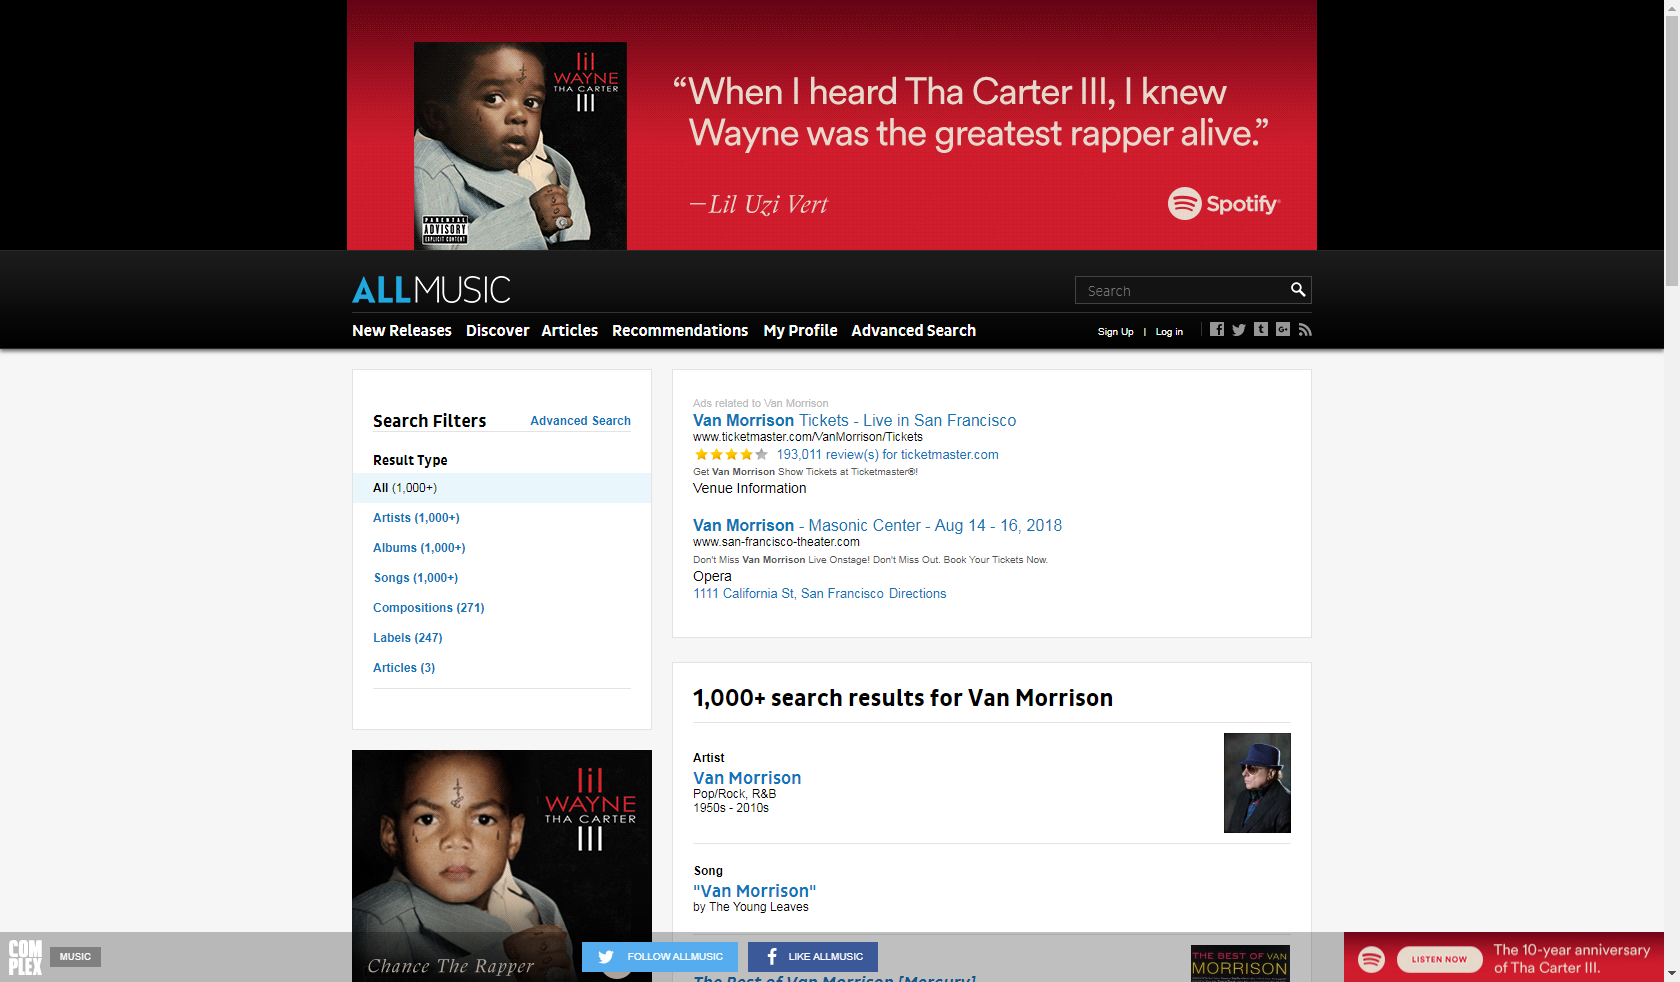 lil
WAYNE
THA CARTER
III
PARENTAL
ADVISORY
EXPLICIT CONTENT
“When I heard Tha Carter III, I knew
Wayne was the greatest rapper alive.”
—Lil Uzi Vert
Spotify
ALLMUSIC
Search
New Releases Discover Articles Recommendations My Profile Advanced Search
Sign Up | Log in
Search Filters
Advanced Search
Result Type
All (1,000+)
Artists (1,000+)
Albums (1,000+)
Songs (1,000+)
Compositions (271)
Labels (247)
Articles (3)
lil
WAYNE
THA CARTER
III
Chance The Rapper
Ads related to Van Morrison
Van Morrison Tickets - Live in San Francisco
www.ticketmaster.com/VanMorrison/Tickets
193,011 review(s) for ticketmaster.com
Get Van Morrison Show Tickets at Ticketmaster®!
Venue Information
Van Morrison - Masonic Center - Aug 14 - 16, 2018
www.san-francisco-theater.com
Don't Miss Van Morrison Live Onstage! Don't Miss Out. Book Your Tickets Now.
Opera
1111 California St, San Francisco Directions
1,000+ search results for Van Morrison
Artist
Van Morrison
Pop/Rock, R&B
1950s - 2010s
Song
"Van Morrison"
by The Young Leaves
The Best of Van Morrison [Mercury]
THE BEST OF VAN
MORRISON
COM
PLEX
MUSIC
FOLLOW ALLMUSIC
LIKE ALLMUSIC
LISTEN NOW
The 10-year anniversary
of Tha Carter III.